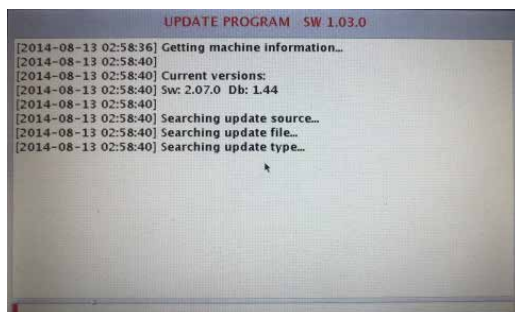 UPDATE PROGRAM SW 1.03.0
[2014-08-13 02:58:36] Getting machine information...
[2014-08-13 02:58:40]
[2014-08-13 02:58:40] Current versions:
[2014-08-13 02:58:40] Sw: 2.07.0 Db: 1.44
[2014-08-13 02:58:40]
[2014-08-13 02:58:40] Searching update source...
[2014-08-13 02:58:40] Searching update file...
[2014-08-13 02:58:40] Searching update type...